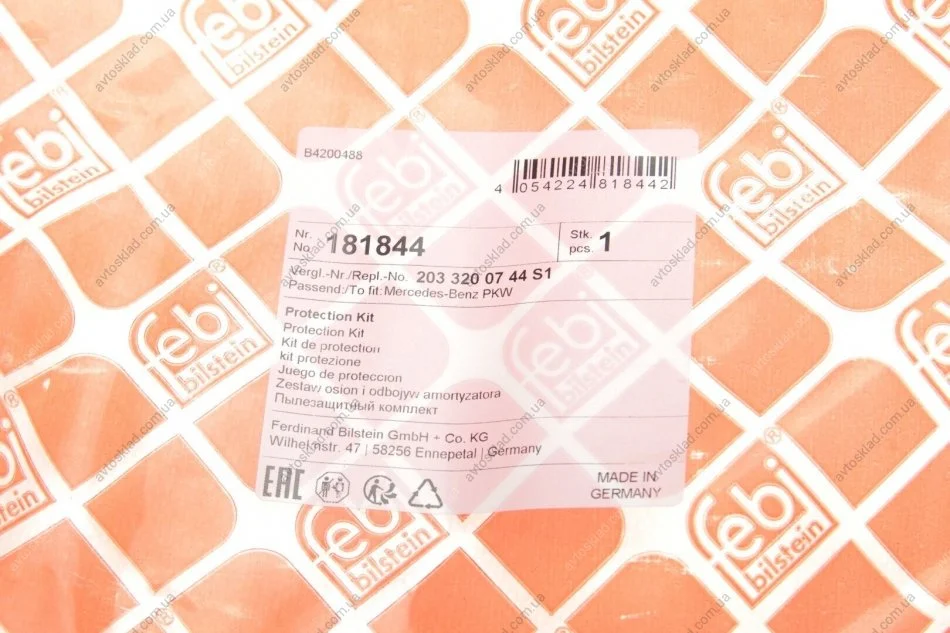 B4200488
4 054224 818442
Nr.
No. 181844
Stk.
pcs. 1
Vergl.-Nr./Repl.-No. 203 320 07 44 S1
Passend:/To fit: Mercedes-Benz PKW
Protection Kit
Protection Kit
Kit de protection
kit protezione
Juego de proteccion
Zestaw osion i odbojyw amortyzatora
Пылезащитный комплект
Ferdinand Bilstein GmbH + Co. KG
Wilhelmstr. 47 | 58256 Ennepetal | Germany
EAC
MADE IN
GERMANY
febi
bilstein
avtosklad.com.ua